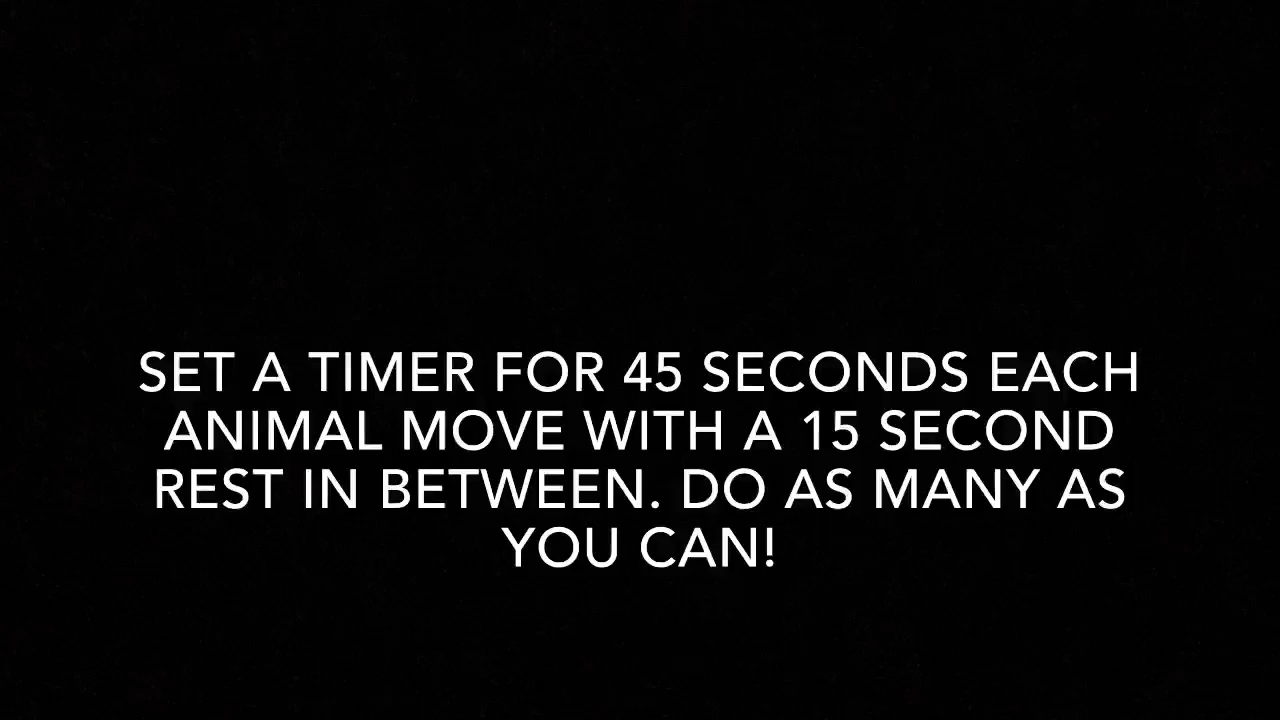 SET A TIMER FOR 45 SECONDS EACH
ANIMAL MOVE WITH A 15 SECOND
REST IN BETWEEN. DO AS MANY AS
YOU CAN!